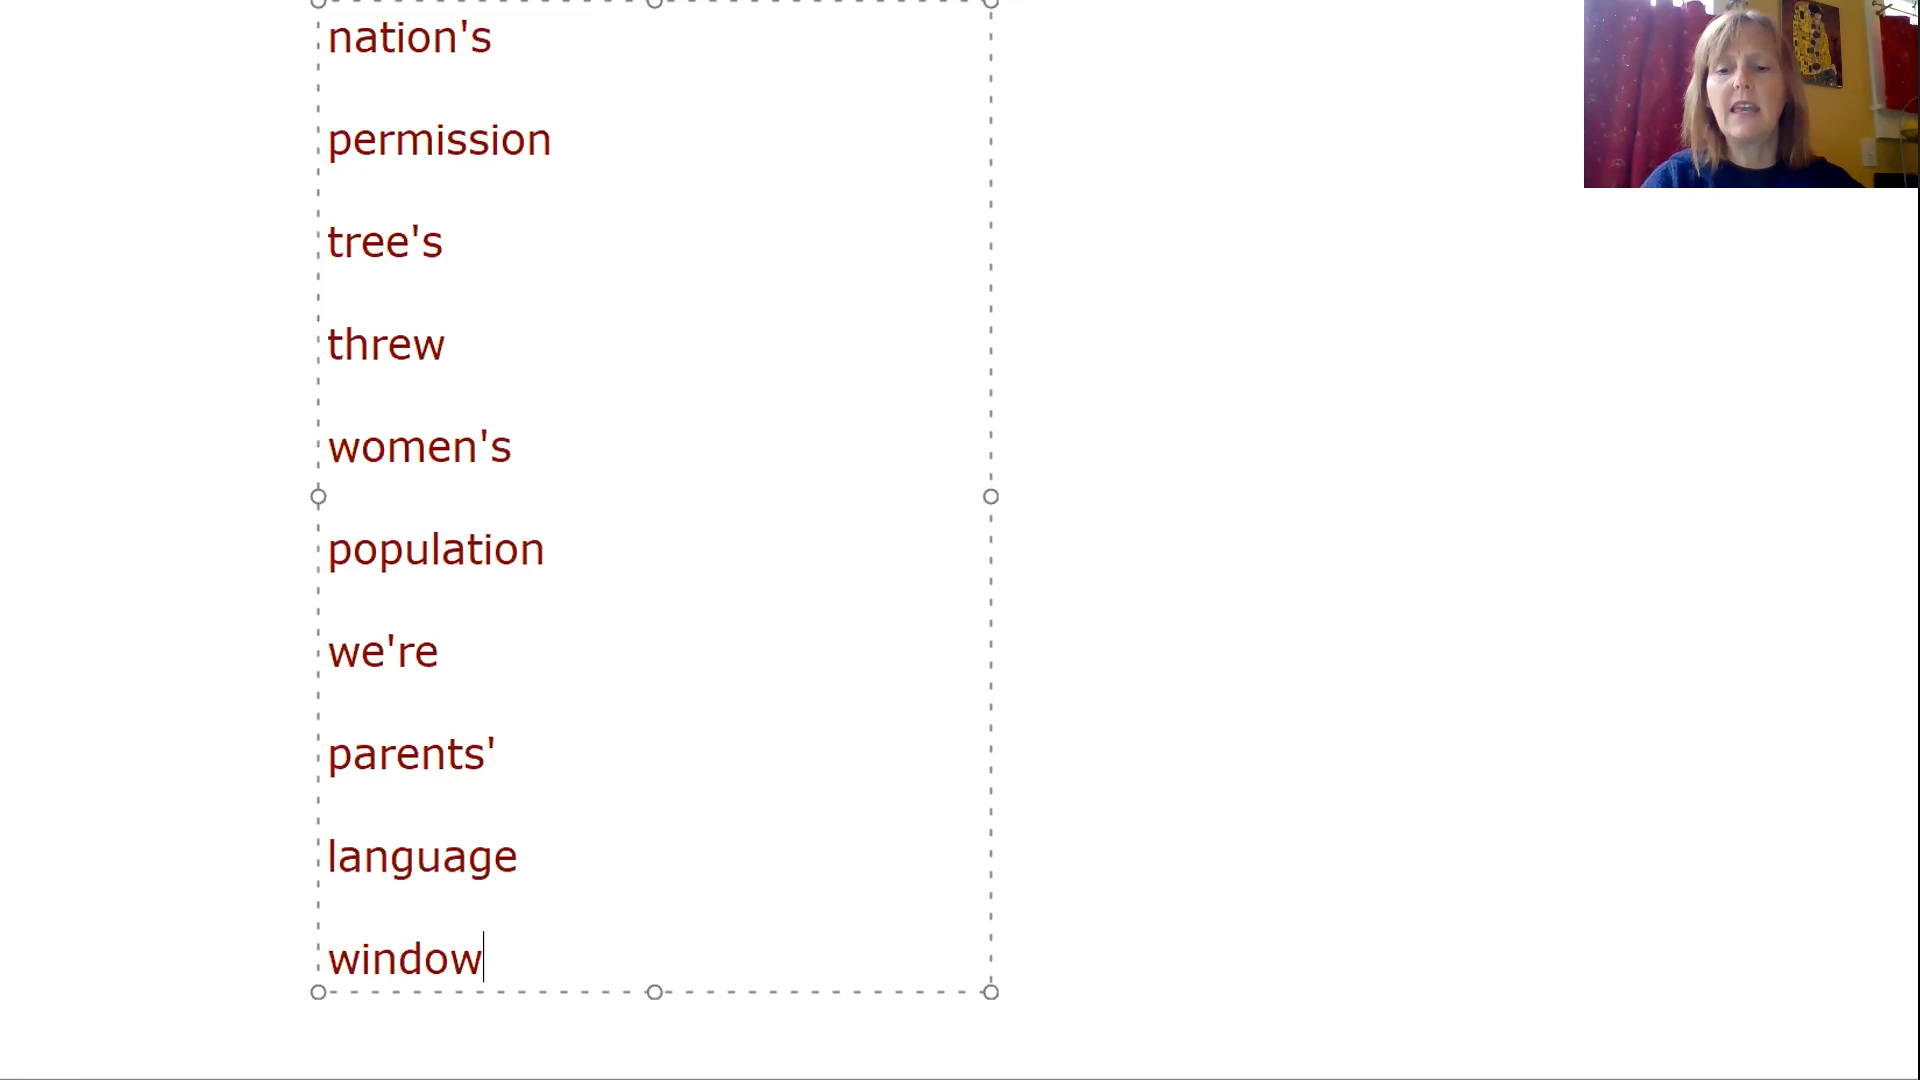 nation's
permission
tree's
threw
women's
population
we're
parents'
language
window